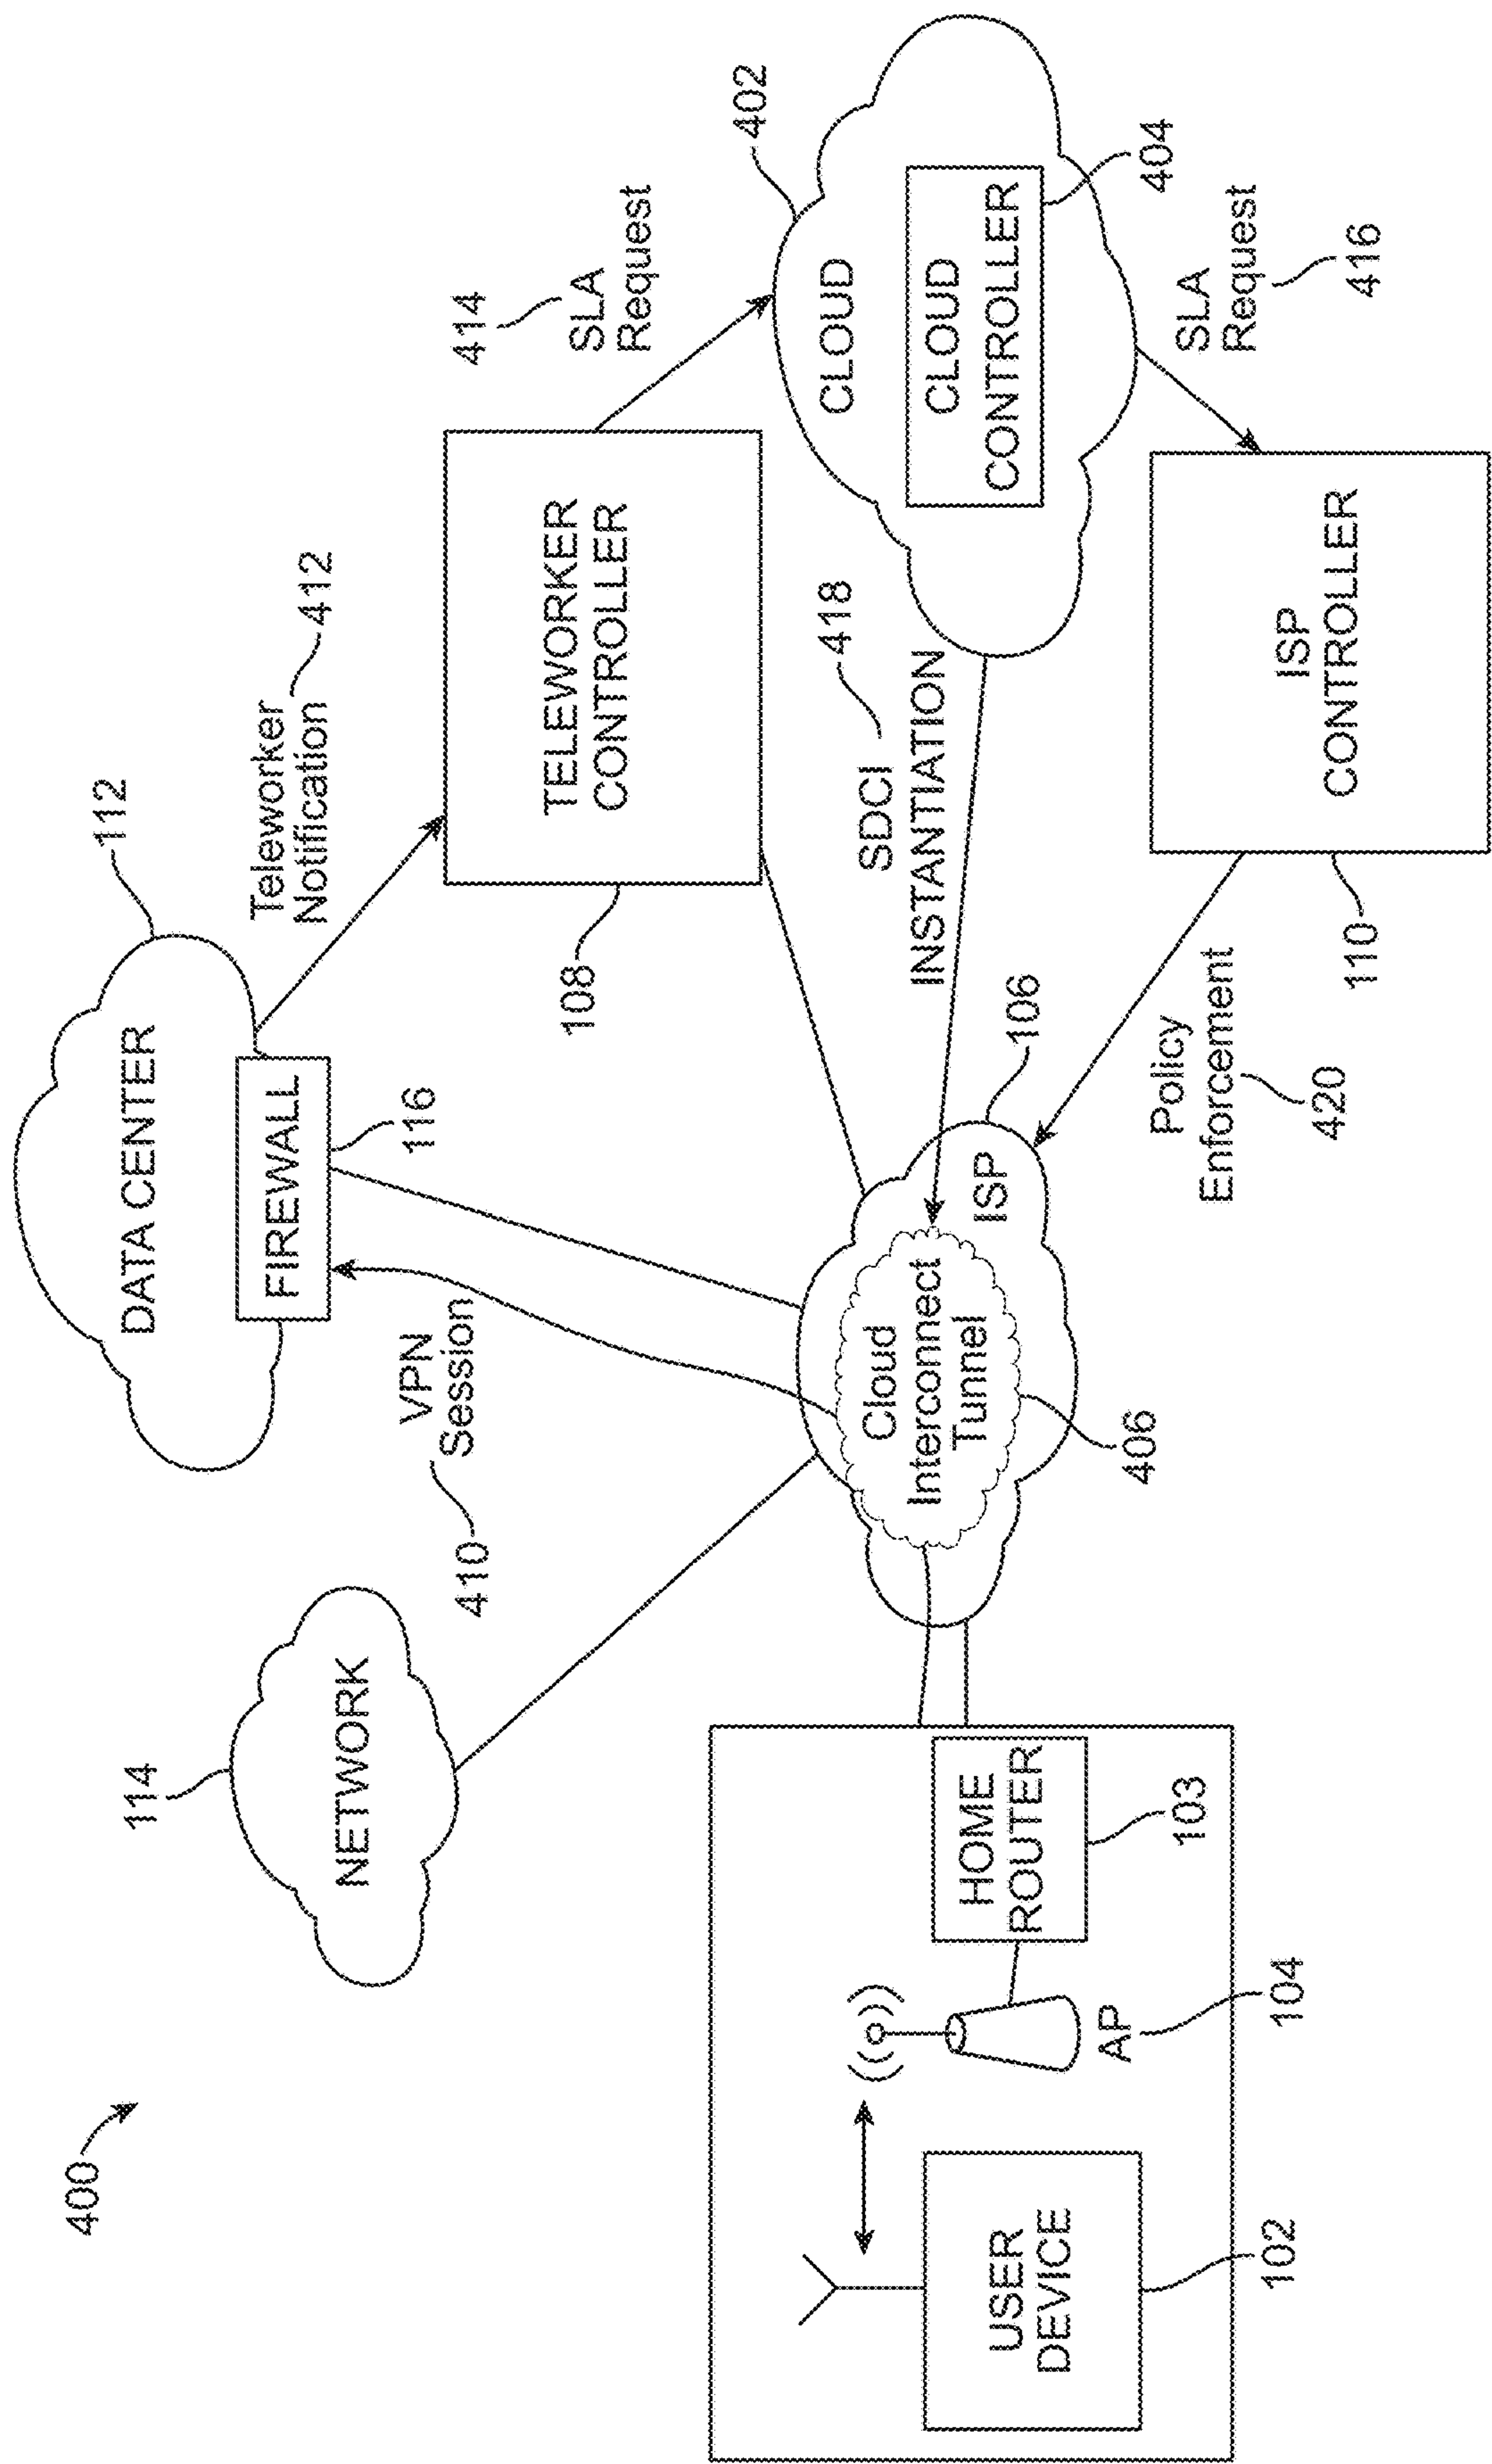 400
114
NETWORK
112
DATA CENTER
FIREWALL
116
Teleworker
Notification
412
VPN
Session
410
414
SLA
Request
TELEWORKER
CONTROLLER
108
402
CLOUD
CLOUD
CONTROLLER
404
SDCI
418
INSTANTIATION
SLA
Request
416
106
ISP
Cloud
Interconnect
Tunnel
406
Policy
Enforcement
420
ISP
CONTROLLER
110
HOME
ROUTER
103
AP
104
USER
DEVICE
102